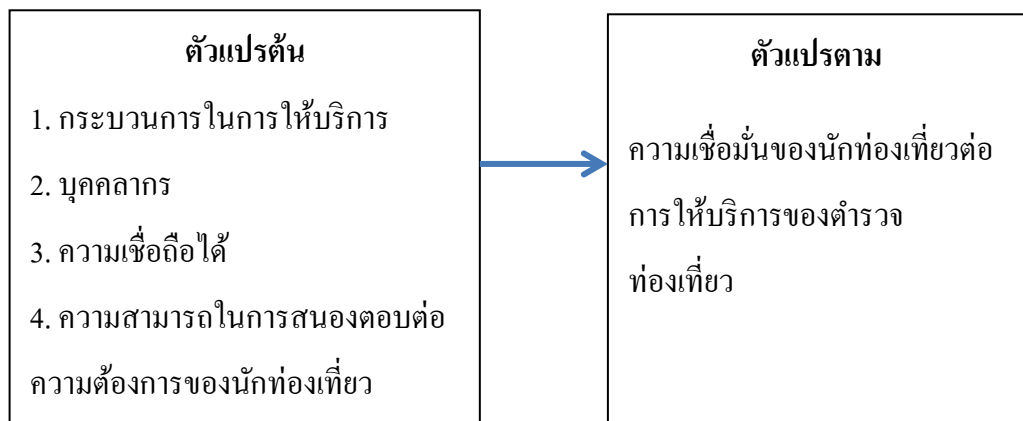 ตัวแปรต้น
1. กระบวนการในการให้บริการ
2. บุคคลากร
3. ความเชื่อถือได้
4. ความสามารถในการสนองตอบต่อ
ความต้องการของนักท่องเที่ยว
ตัวแปรตาม
ความเชื่อมั่นของนักท่องเที่ยวต่อ
การให้บริการของตำรวจ
ท่องเที่ยว